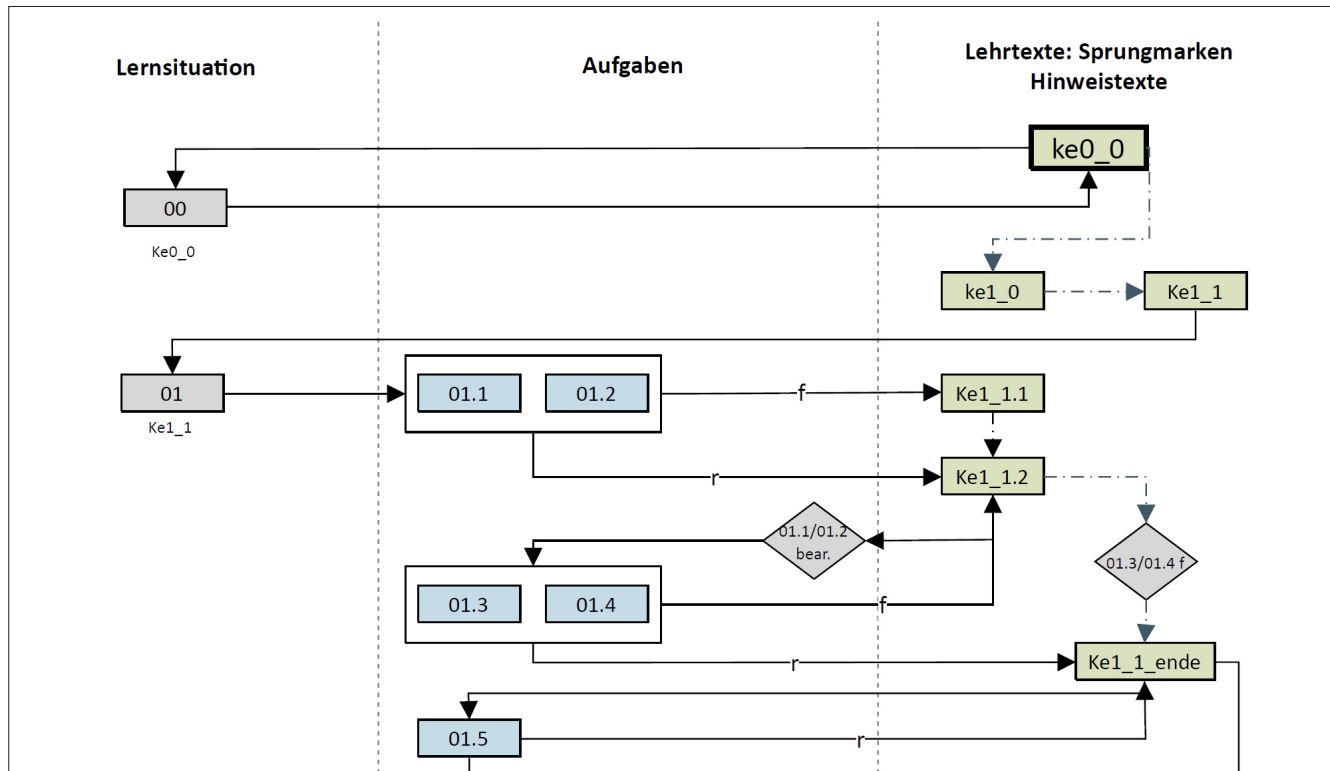 Lernsituation
Aufgaben
Lehrtexte: Sprungmarken
Hinweistexte
ke0_0
00
Ke0_0
ke1_0
Ke1_1
01
Ke1_1
01.1
01.2
f
Ke1_1.1
r
Ke1_1.2
01.1/01.2
bear.
01.3/01.4 f
01.3
01.4
f
r
Ke1_1_ende
01.5
r